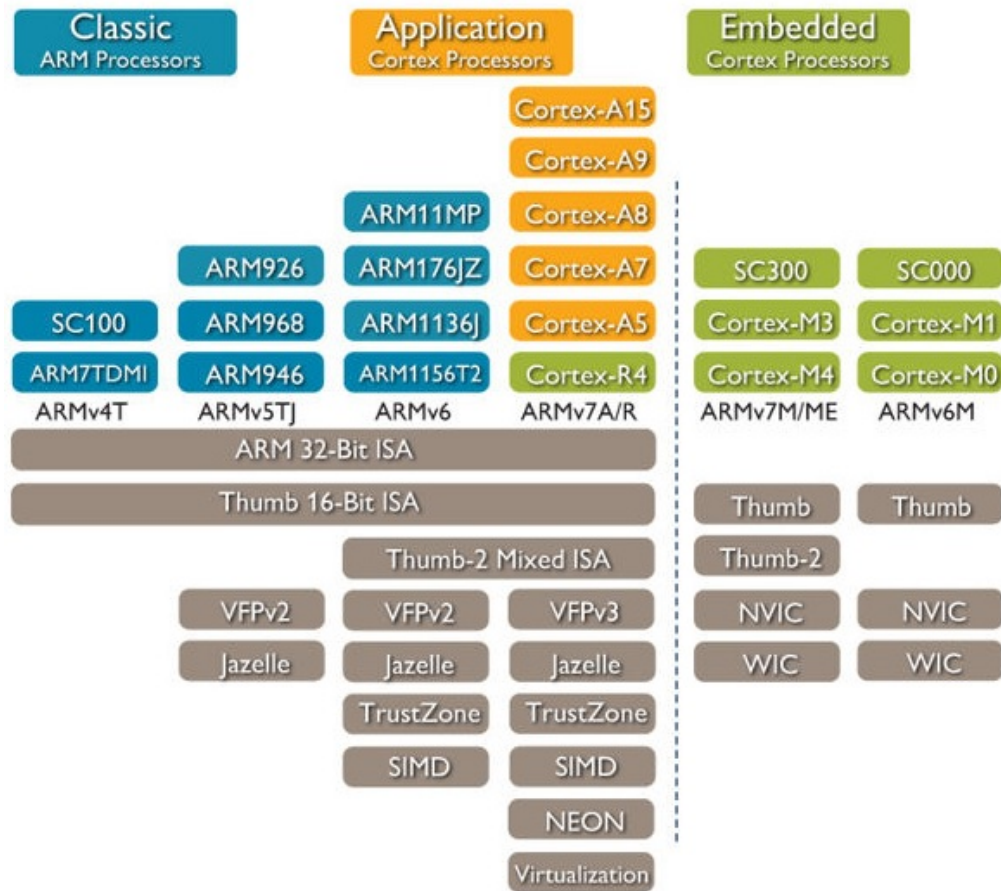 Classic
ARM Processors
Application
Cortex Processors
Embedded
Cortex Processors
Cortex-A15
Cortex-A9
ARM11MP
Cortex-A8
ARM926
ARM176JZ
Cortex-A7
SC300
SC000
SC100
ARM968
ARM1136J
Cortex-A5
Cortex-M3
Cortex-M1
ARM7TDMI
ARM946
ARM1156T2
Cortex-R4
Cortex-M4
Cortex-M0
ARMv4T
ARMv5TJ
ARMv6
ARMv7A/R
ARMv7M/ME
ARMv6M
ARM 32-Bit ISA
Thumb 16-Bit ISA
Thumb
Thumb
Thumb-2 Mixed ISA
Thumb-2
VFPv2
VFPv2
VFPv3
NVIC
NVIC
Jazelle
Jazelle
Jazelle
WIC
WIC
TrustZone
TrustZone
SIMD
SIMD
NEON
Virtualization